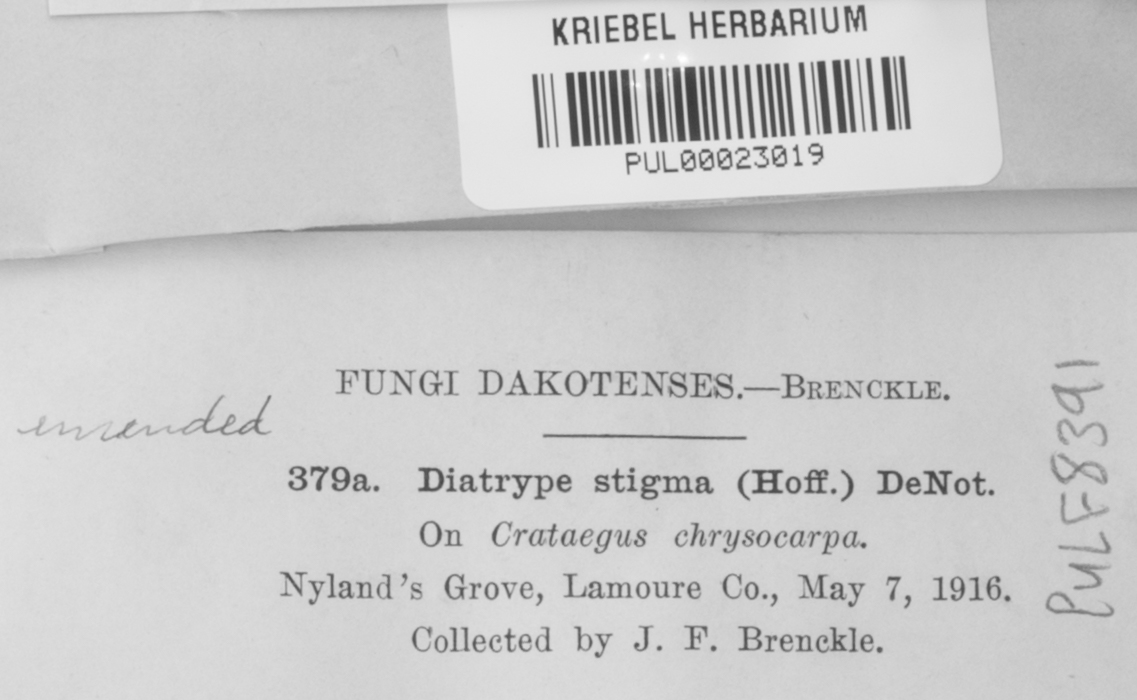 KRIEBEL HERBARIUM
PUL00023019
FUNGI DAKOTENSES.—BRENCKLE.
emended
379a. Diatrype stigma (Hoff.) DeNot.
On Crataegus chrysocarpa.
Nyland's Grove, Lamoure Co., May 7, 1916.
Collected by J. F. Brenckle.
PULF8391